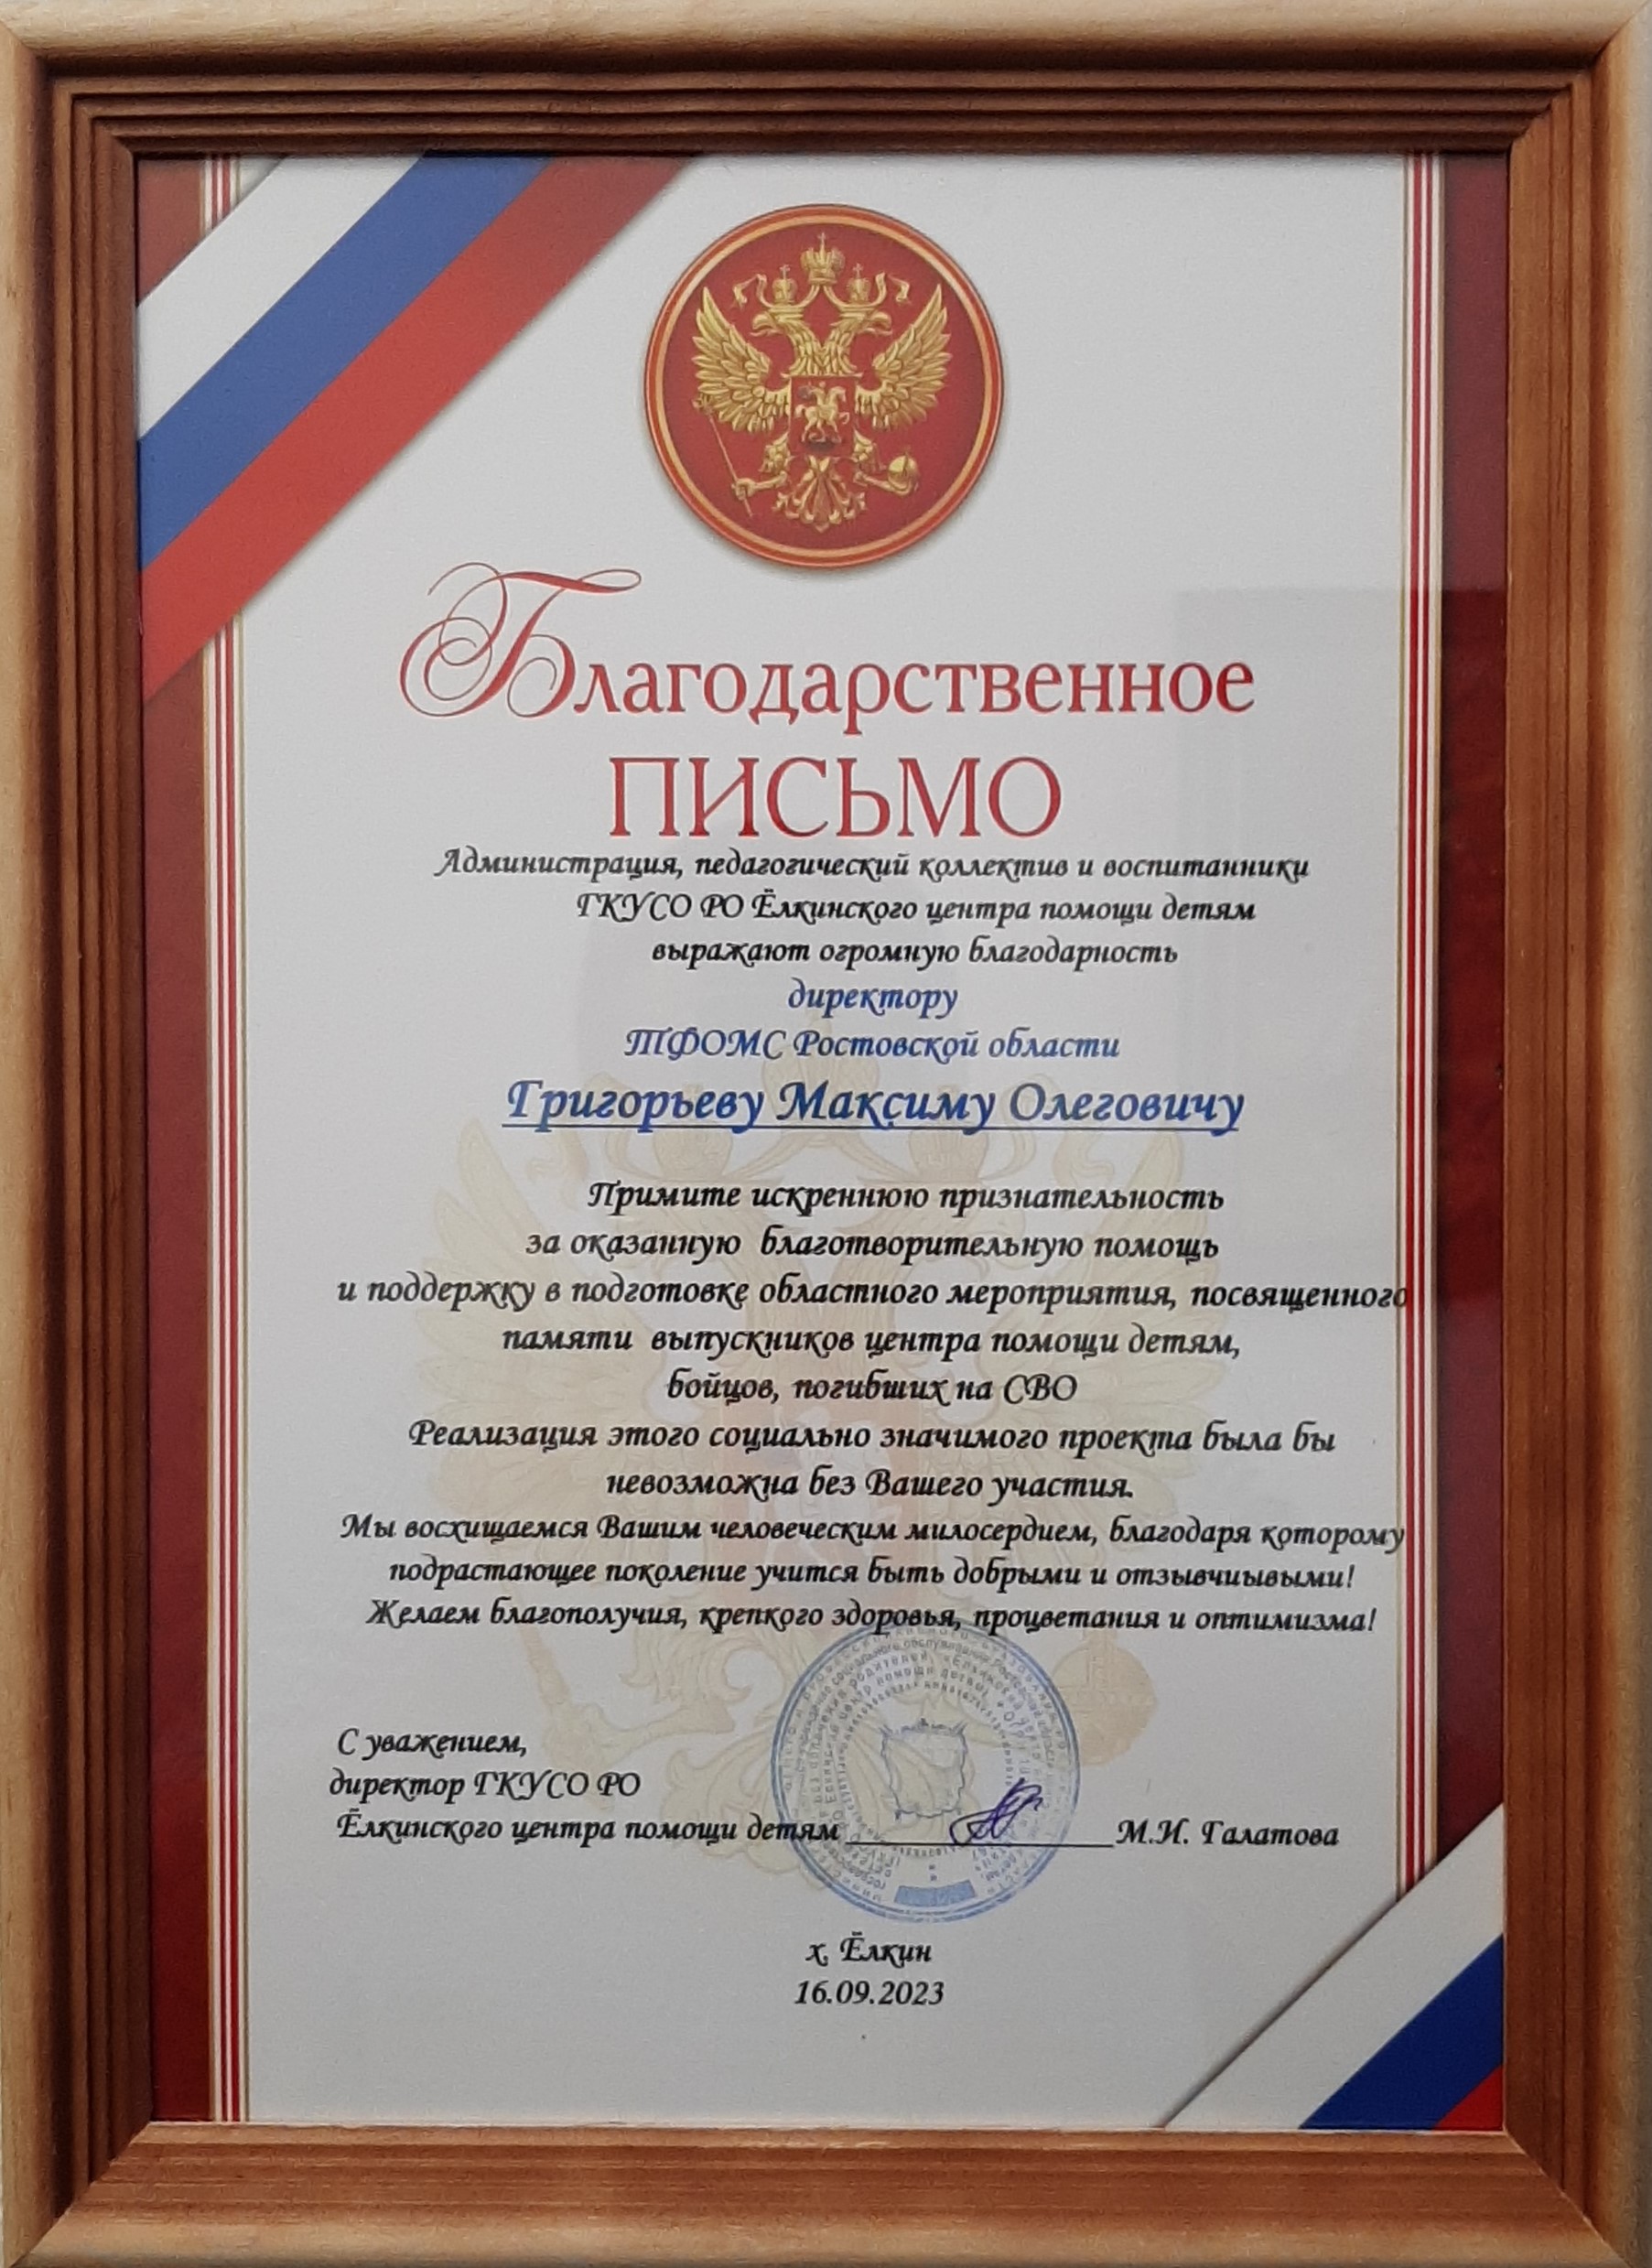 Благодарственное
ПИСЬМО
Администрация, педагогический коллектив и воспитанники
ГКУСО РО Ёлкинского центра помощи детям
выражают огромную благодарность
директору
ТФОМС Ростовской области
Григорьеву Максиму Олеговичу
Примите искреннюю признательность
за оказанную благотворительную помощь
и поддержку в подготовке областного мероприятия, посвященного
памяти выпускников центра помощи детям,
бойцов, погибших на СВО
Реализация этого социально значимого проекта была бы
невозможна без Вашего участия.
Мы восхищаемся Вашим человеческим милосердием, благодаря которому
подрастающее поколение учится быть добрыми и отзывчиывыми!
Желаем благополучия, крепкого здоровья, процветания и оптимизма!
С уважением,
директор ГКУСО РО
Ёлкинского центра помощи детям М.И. Галатова
х. Ёлкин
16.09.2023